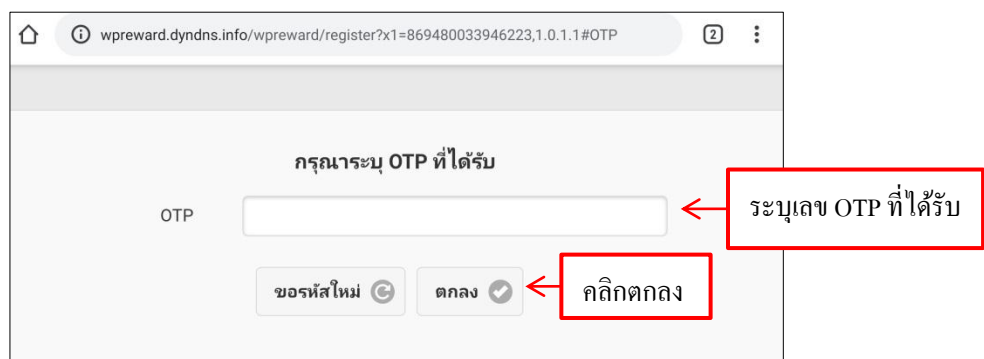 wpreward.dyndns.info/wpreward/register?x1=869480033946223,1.0.1.1#OTP 2
กรุณาระบุ OTP ที่ได้รับ
OTP
ระบุเลข OTP ที่ได้รับ
ขอรหัสใหม่ ตกลง
คลิกตกลง